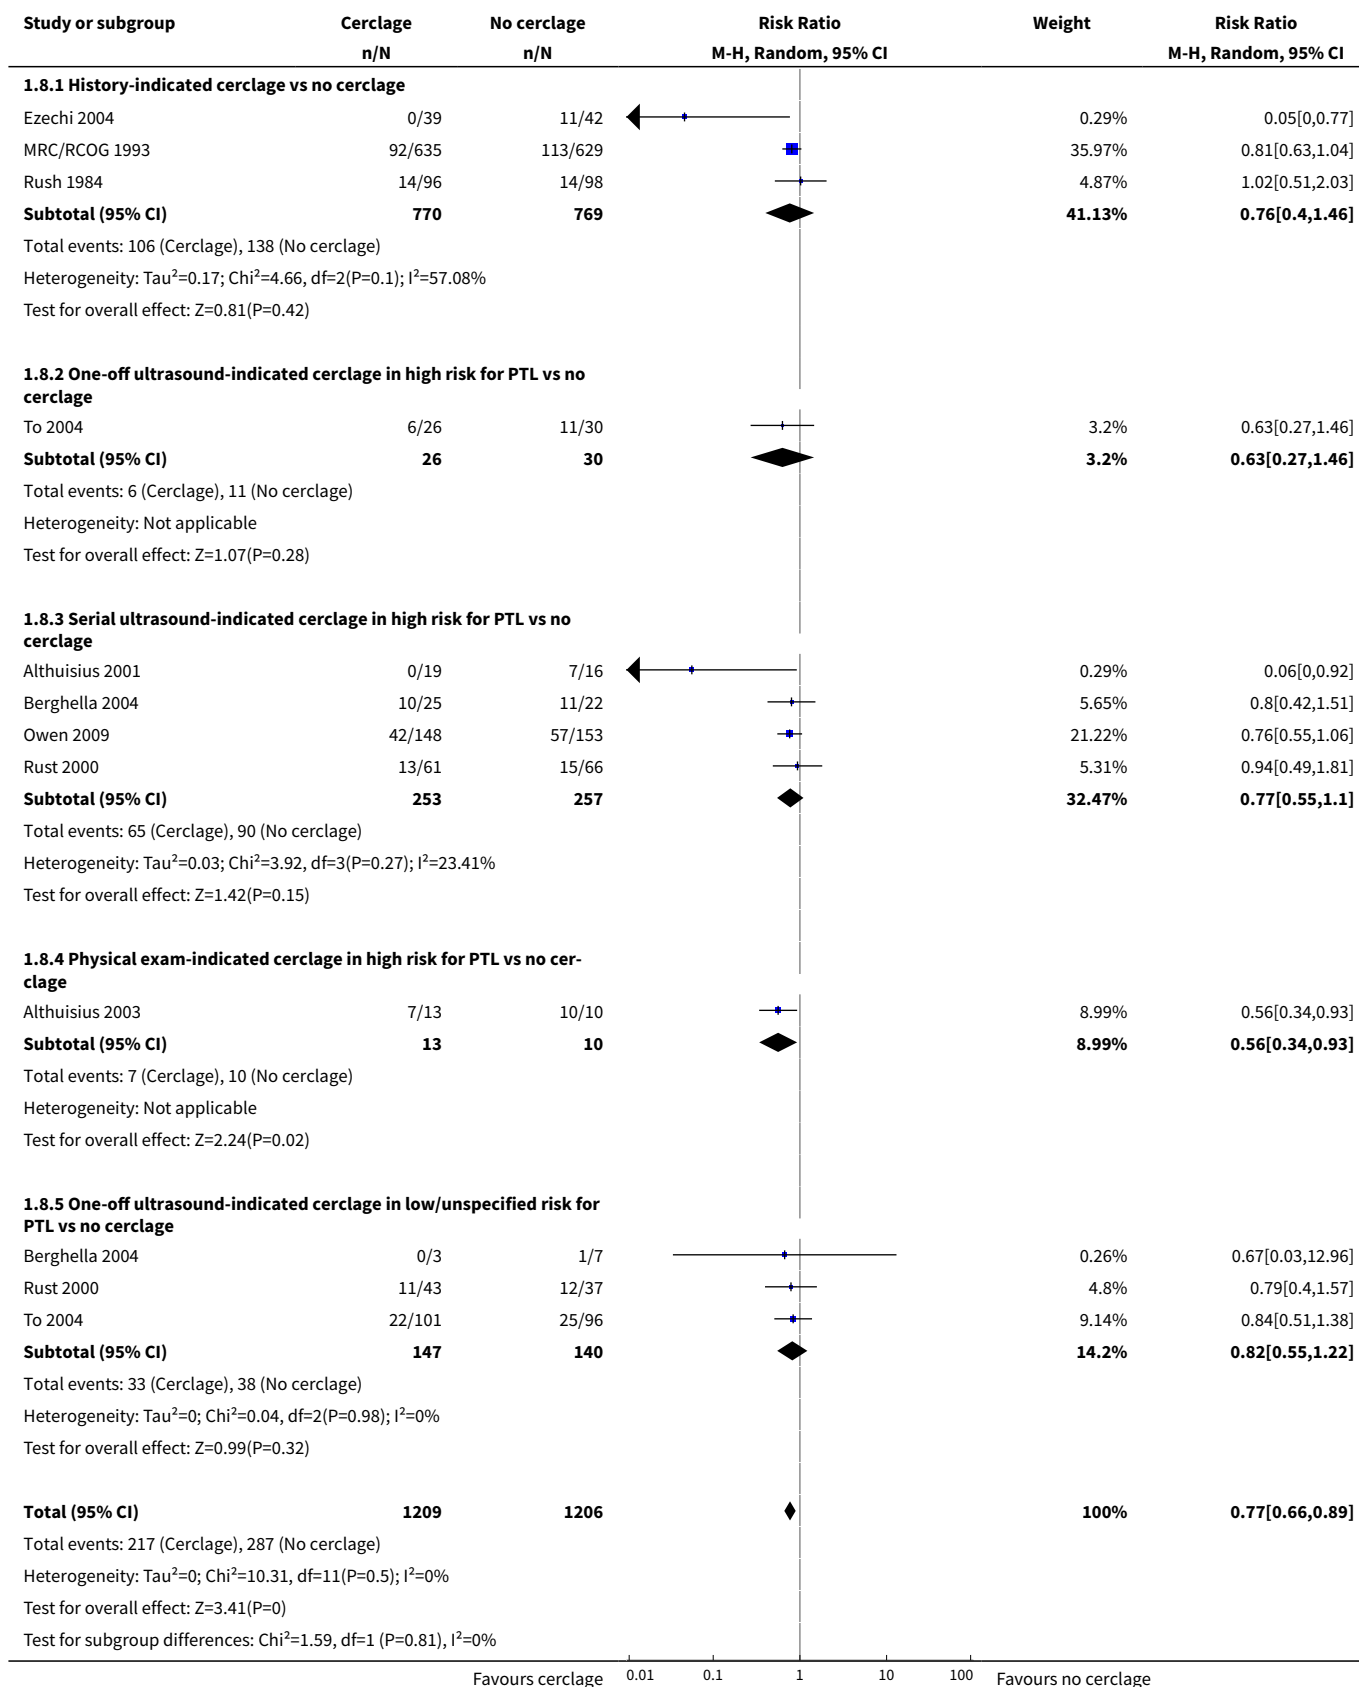 Study or subgroup Cerclage No cerclage Risk Ratio Weight Risk Ratio
n/N n/N M-H, Random, 95% CI M-H, Random, 95% CI
1.8.1 History-indicated cerclage vs no cerclage
Ezechi 2004 0/39 11/42 0.29% 0.05[0,0.77]
MRC/RCOG 1993 92/635 113/629 35.97% 0.81[0.63,1.04]
Rush 1984 14/96 14/98 4.87% 1.02[0.51,2.03]
Subtotal (95% CI) 770 769 41.13% 0.76[0.4,1.46]
Total events: 106 (Cerclage), 138 (No cerclage)
Heterogeneity: Tau²=0.17; Chi²=4.66, df=2(P=0.1); I²=57.08%
Test for overall effect: Z=0.81(P=0.42)
1.8.2 One-off ultrasound-indicated cerclage in high risk for PTL vs no
cerclage
To 2004 6/26 11/30 3.2% 0.63[0.27,1.46]
Subtotal (95% CI) 26 30 3.2% 0.63[0.27,1.46]
Total events: 6 (Cerclage), 11 (No cerclage)
Heterogeneity: Not applicable
Test for overall effect: Z=1.07(P=0.28)
1.8.3 Serial ultrasound-indicated cerclage in high risk for PTL vs no
cerclage
Althuisius 2001 0/19 7/16 0.29% 0.06[0,0.92]
Berghella 2004 10/25 11/22 5.65% 0.8[0.42,1.51]
Owen 2009 42/148 57/153 21.22% 0.76[0.55,1.06]
Rust 2000 13/61 15/66 5.31% 0.94[0.49,1.81]
Subtotal (95% CI) 253 257 32.47% 0.77[0.55,1.1]
Total events: 65 (Cerclage), 90 (No cerclage)
Heterogeneity: Tau²=0.03; Chi²=3.92, df=3(P=0.27); I²=23.41%
Test for overall effect: Z=1.42(P=0.15)
1.8.4 Physical exam-indicated cerclage in high risk for PTL vs no cer-
clage
Althuisius 2003 7/13 10/10 8.99% 0.56[0.34,0.93]
Subtotal (95% CI) 13 10 8.99% 0.56[0.34,0.93]
Total events: 7 (Cerclage), 10 (No cerclage)
Heterogeneity: Not applicable
Test for overall effect: Z=2.24(P=0.02)
1.8.5 One-off ultrasound-indicated cerclage in low/unspecified risk for
PTL vs no cerclage
Berghella 2004 0/3 1/7 0.26% 0.67[0.03,12.96]
Rust 2000 11/43 12/37 4.8% 0.79[0.4,1.57]
To 2004 22/101 25/96 9.14% 0.84[0.51,1.38]
Subtotal (95% CI) 147 140 14.2% 0.82[0.55,1.22]
Total events: 33 (Cerclage), 38 (No cerclage)
Heterogeneity: Tau²=0; Chi²=0.04, df=2(P=0.98); I²=0%
Test for overall effect: Z=0.99(P=0.32)
Total (95% CI) 1209 1206 100% 0.77[0.66,0.89]
Total events: 217 (Cerclage), 287 (No cerclage)
Heterogeneity: Tau²=0; Chi²=10.31, df=11(P=0.5); I²=0%
Test for overall effect: Z=3.41(P=0)
Test for subgroup differences: Chi²=1.59, df=1 (P=0.81), I²=0%
Favours cerclage 0.01 0.1 1 10 100 Favours no cerclage